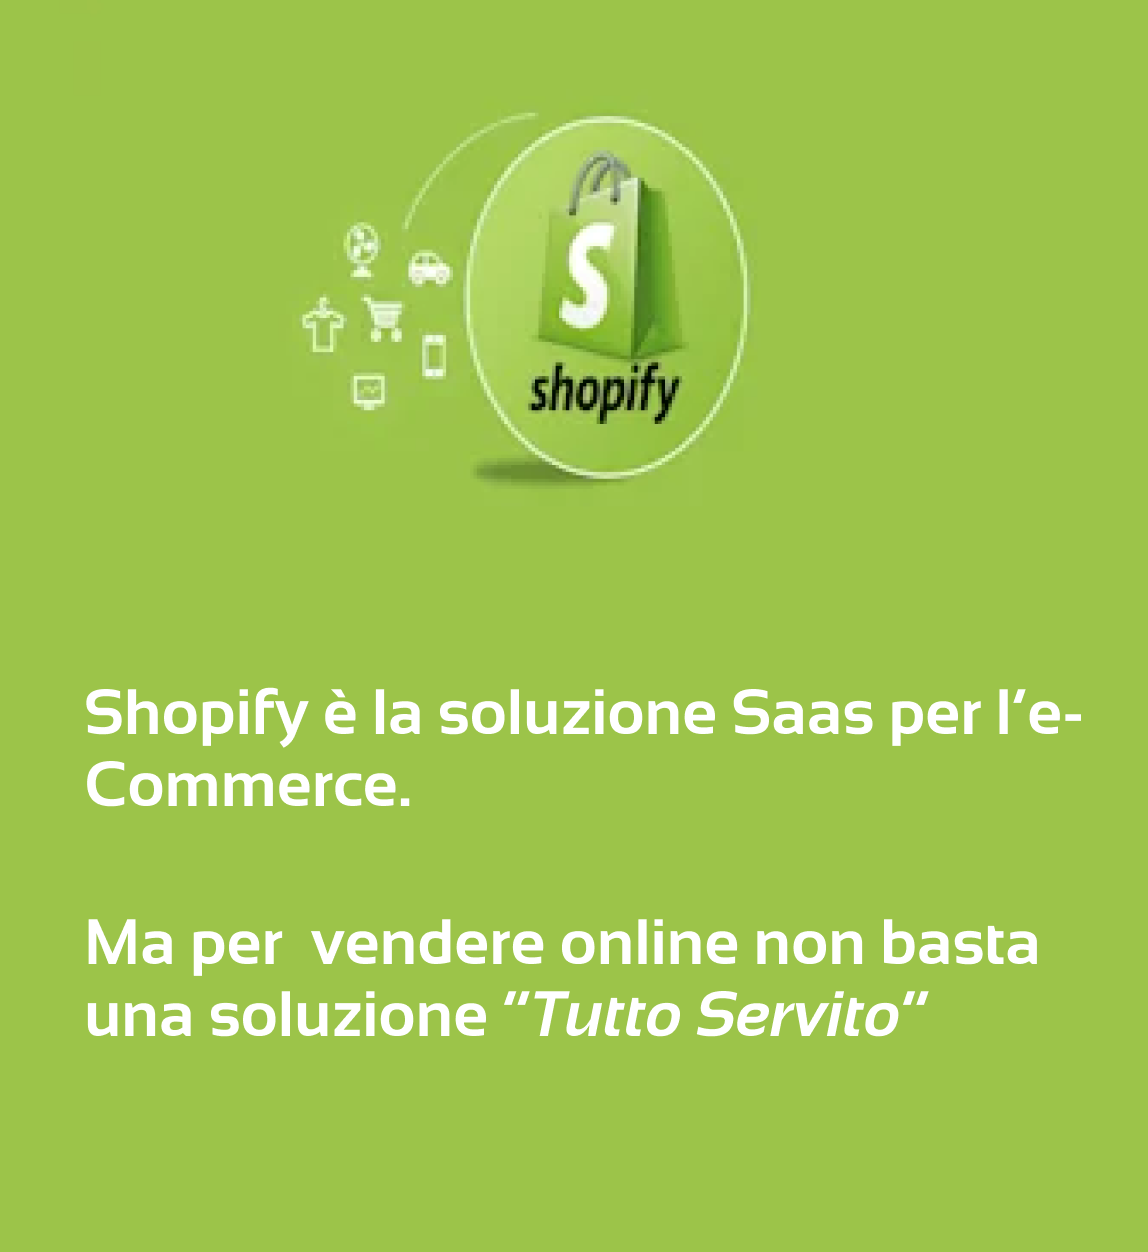 S
shopify
Shopify è la soluzione Saas per l’e-
Commerce.
Ma per  vendere online non basta
una soluzione “Tutto Servito”